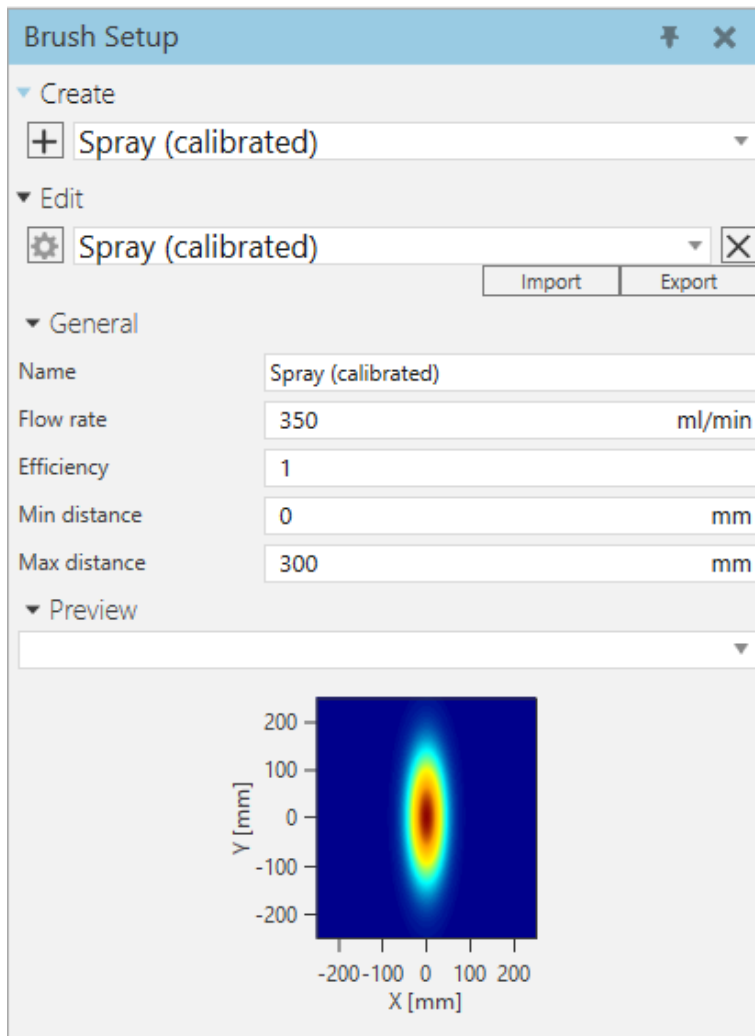 Brush Setup
Create
Spray (calibrated)
Edit
Spray (calibrated)
Import Export
General
Name Spray (calibrated)
Flow rate 350 ml/min
Efficiency 1
Min distance 0 mm
Max distance 300 mm
Preview
200
100
0
-100
-200
Y [mm]
-200 -100 0 100 200
X [mm]